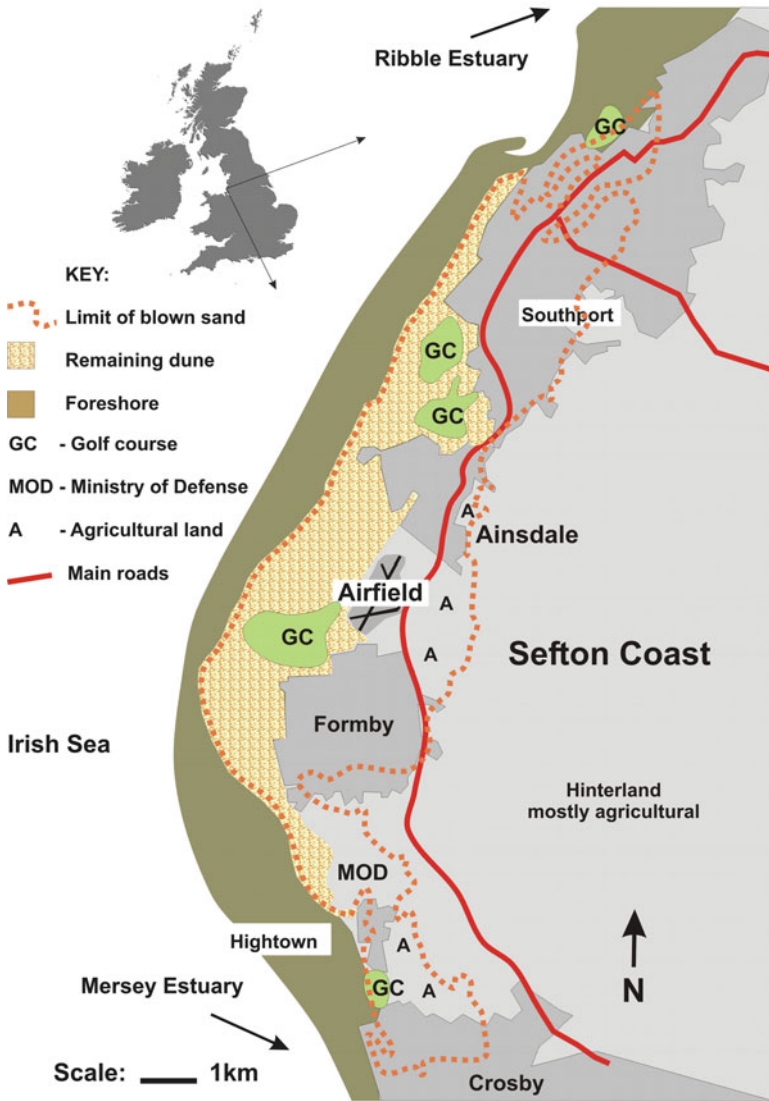 Ribble Estuary
GC
KEY:
Limit of blown sand
Remaining dune
Foreshore
GC - Golf course
MOD - Ministry of Defense
A - Agricultural land
Main roads
Southport
GC
GC
A
Ainsdale
Airfield
A
GC
A
Sefton Coast
Formby
Irish Sea
Hinterland
mostly agricultural
MOD
Hightown
A
Mersey Estuary
GC
A
N
Scale: 1km
Crosby